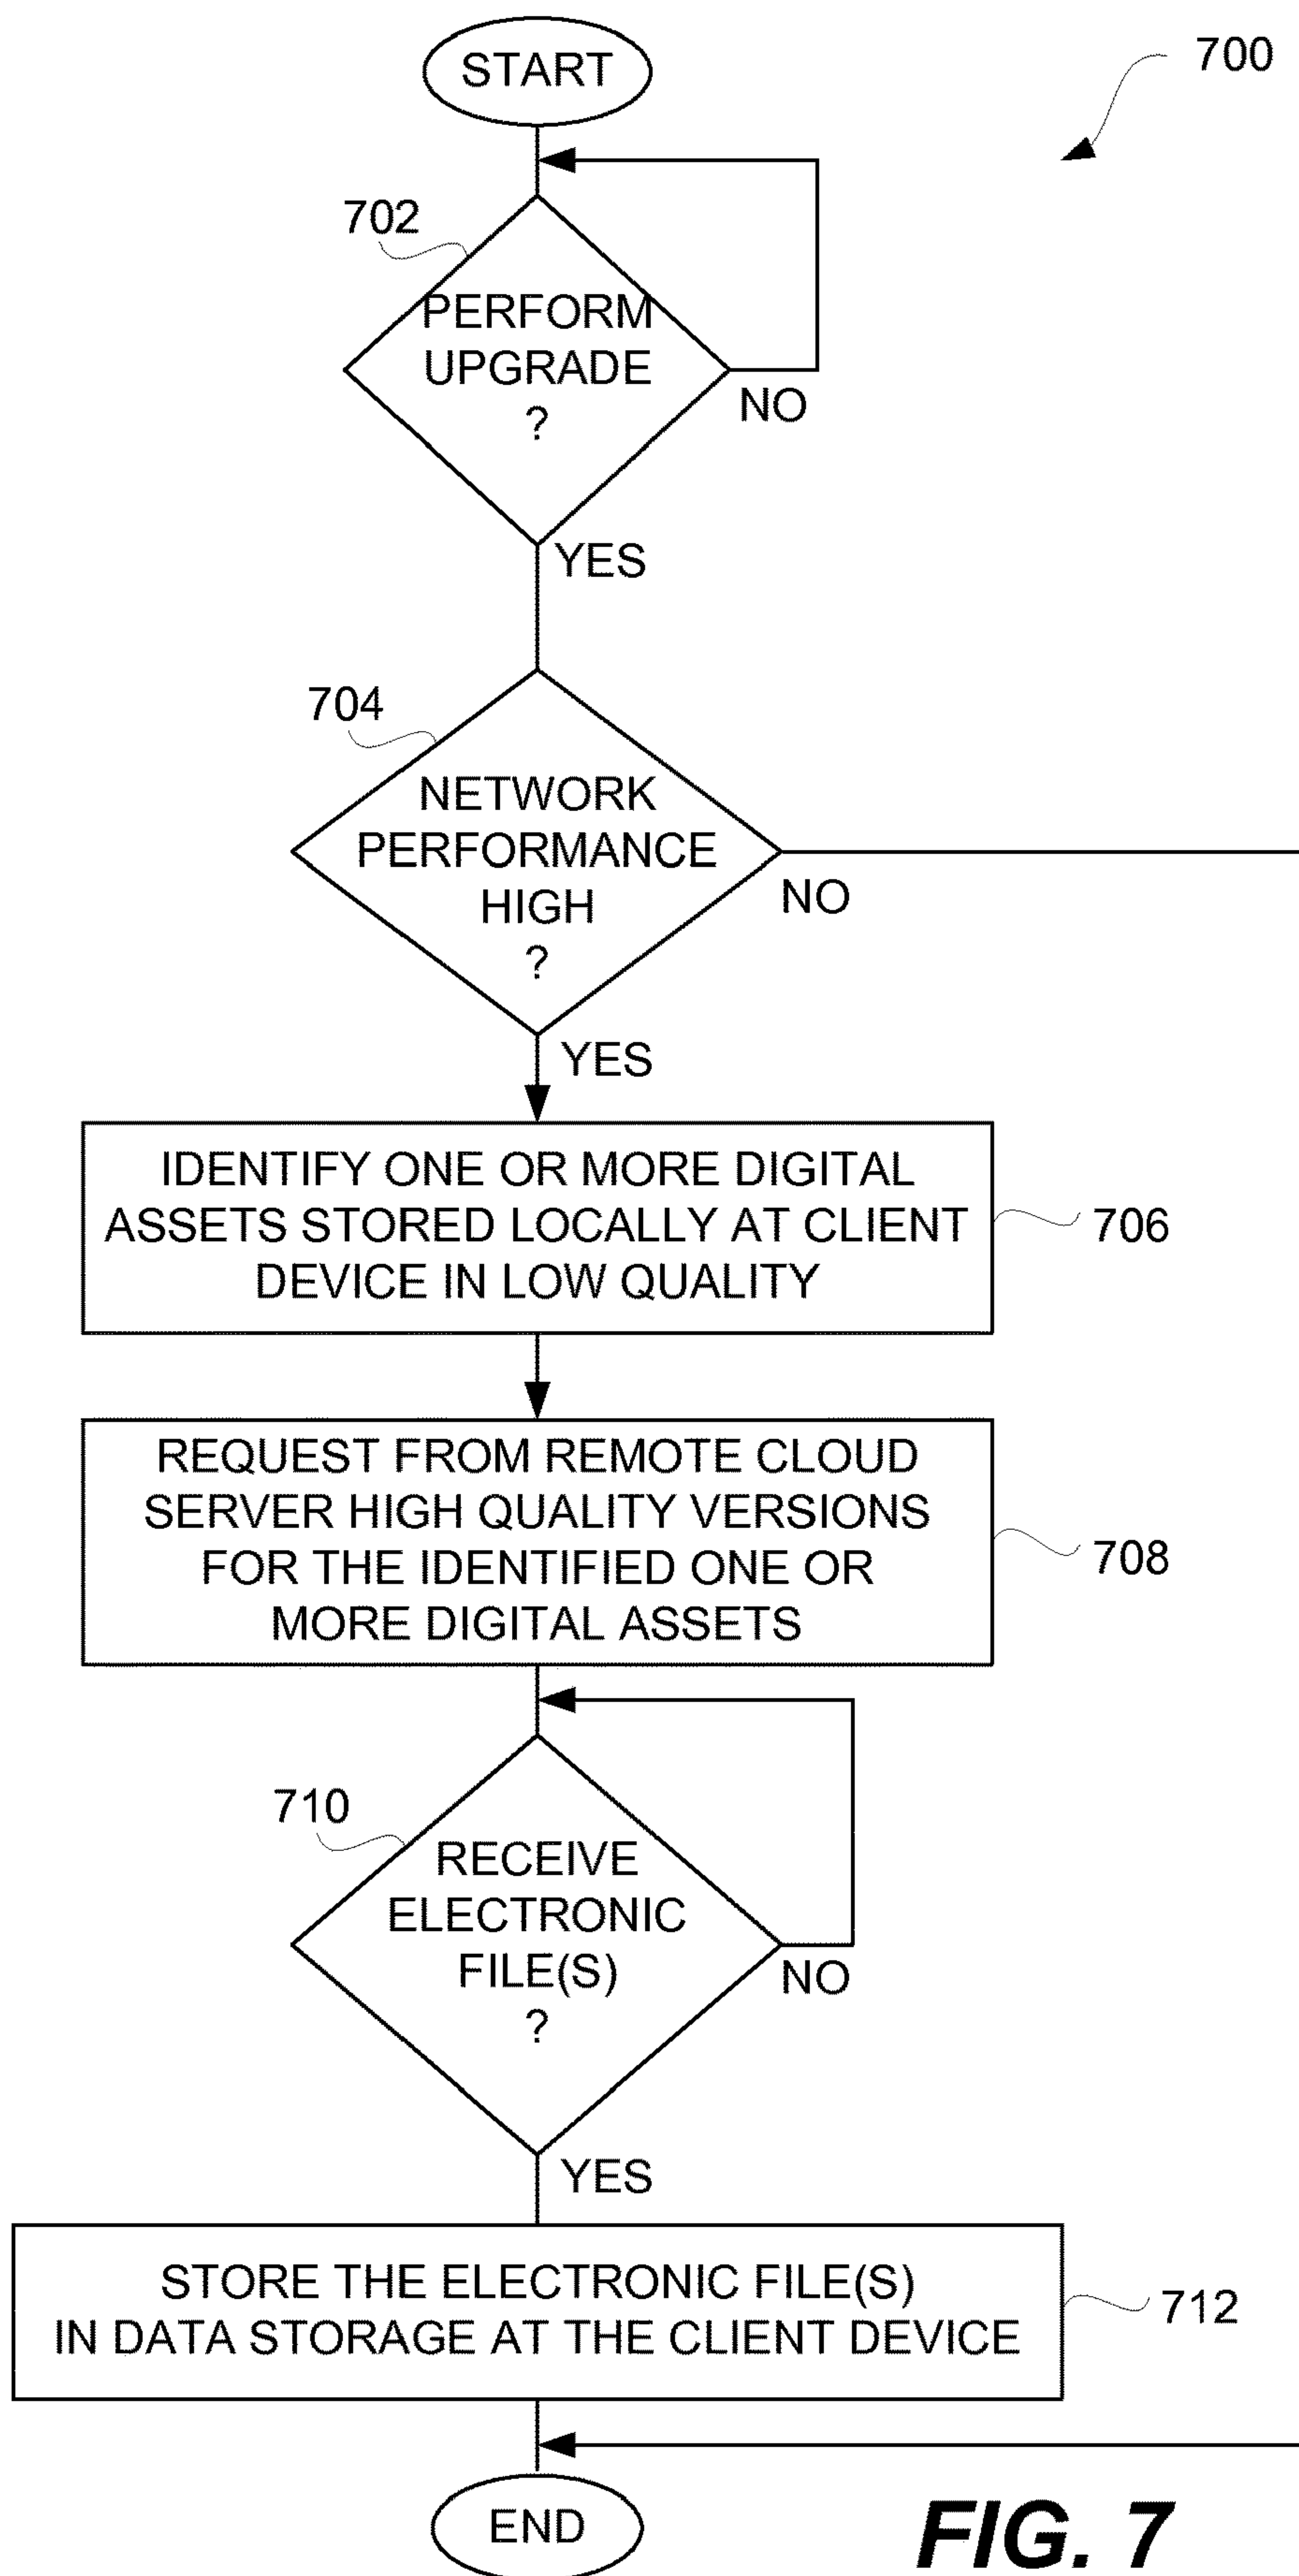 START
700
702
PERFORM
UPGRADE
?
NO
YES
704
NETWORK
PERFORMANCE
HIGH
?
NO
YES
IDENTIFY ONE OR MORE DIGITAL
ASSETS STORED LOCALLY AT CLIENT
DEVICE IN LOW QUALITY
706
REQUEST FROM REMOTE CLOUD
SERVER HIGH QUALITY VERSIONS
FOR THE IDENTIFIED ONE OR
MORE DIGITAL ASSETS
708
710
RECEIVE
ELECTRONIC
FILE(S)
?
NO
YES
STORE THE ELECTRONIC FILE(S)
IN DATA STORAGE AT THE CLIENT DEVICE
712
END
FIG. 7